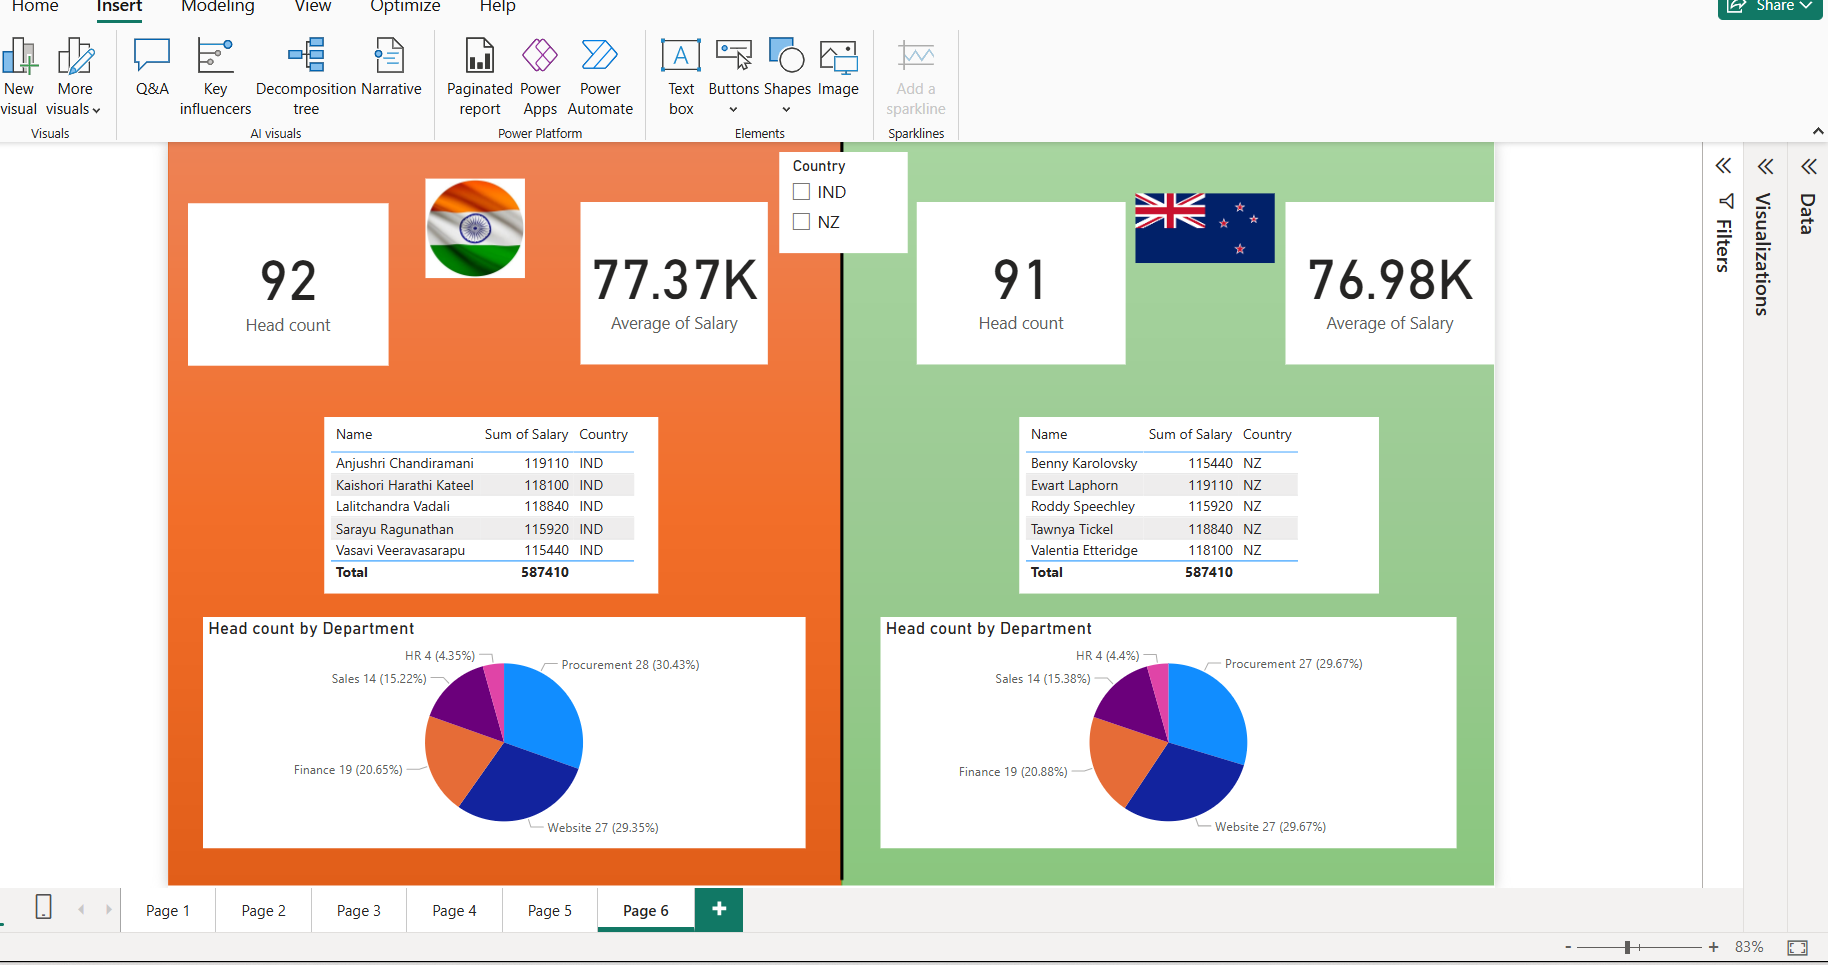 Home Insert Modeling View Optimize Help
Share
New visual
More visuals
Visuals
Q&A
Key influencers
Decomposition tree
Narrative
AI visuals
Paginated report
Power Apps
Power Automate
Power Platform
Text box
Buttons
Shapes
Image
Elements
Add a sparkline
Sparklines
92
Head count
77.37K
Average of Salary
Country
IND
NZ
91
Head count
76.98K
Average of Salary
Name Sum of Salary Country
Anjushri Chandiramani 119110 IND
Kaishori Harathi Kateel 118100 IND
Lalitchandra Vadali 118840 IND
Sarayu Ragunathan 115920 IND
Vasavi Veeravasarapu 115440 IND
Total 587410
Name Sum of Salary Country
Benny Karolovsky 115440 NZ
Ewart Laphorn 119110 NZ
Roddy Speechley 115920 NZ
Tawnya Tickel 118840 NZ
Valentia Etteridge 118100 NZ
Total 587410
Head count by Department
HR 4 (4.35%)
Procurement 28 (30.43%)
Sales 14 (15.22%)
Finance 19 (20.65%)
Website 27 (29.35%)
Head count by Department
HR 4 (4.4%)
Procurement 27 (29.67%)
Sales 14 (15.38%)
Finance 19 (20.88%)
Website 27 (29.67%)
Filters
Visualizations
Data
Page 1 Page 2 Page 3 Page 4 Page 5 Page 6 +
- + 83%